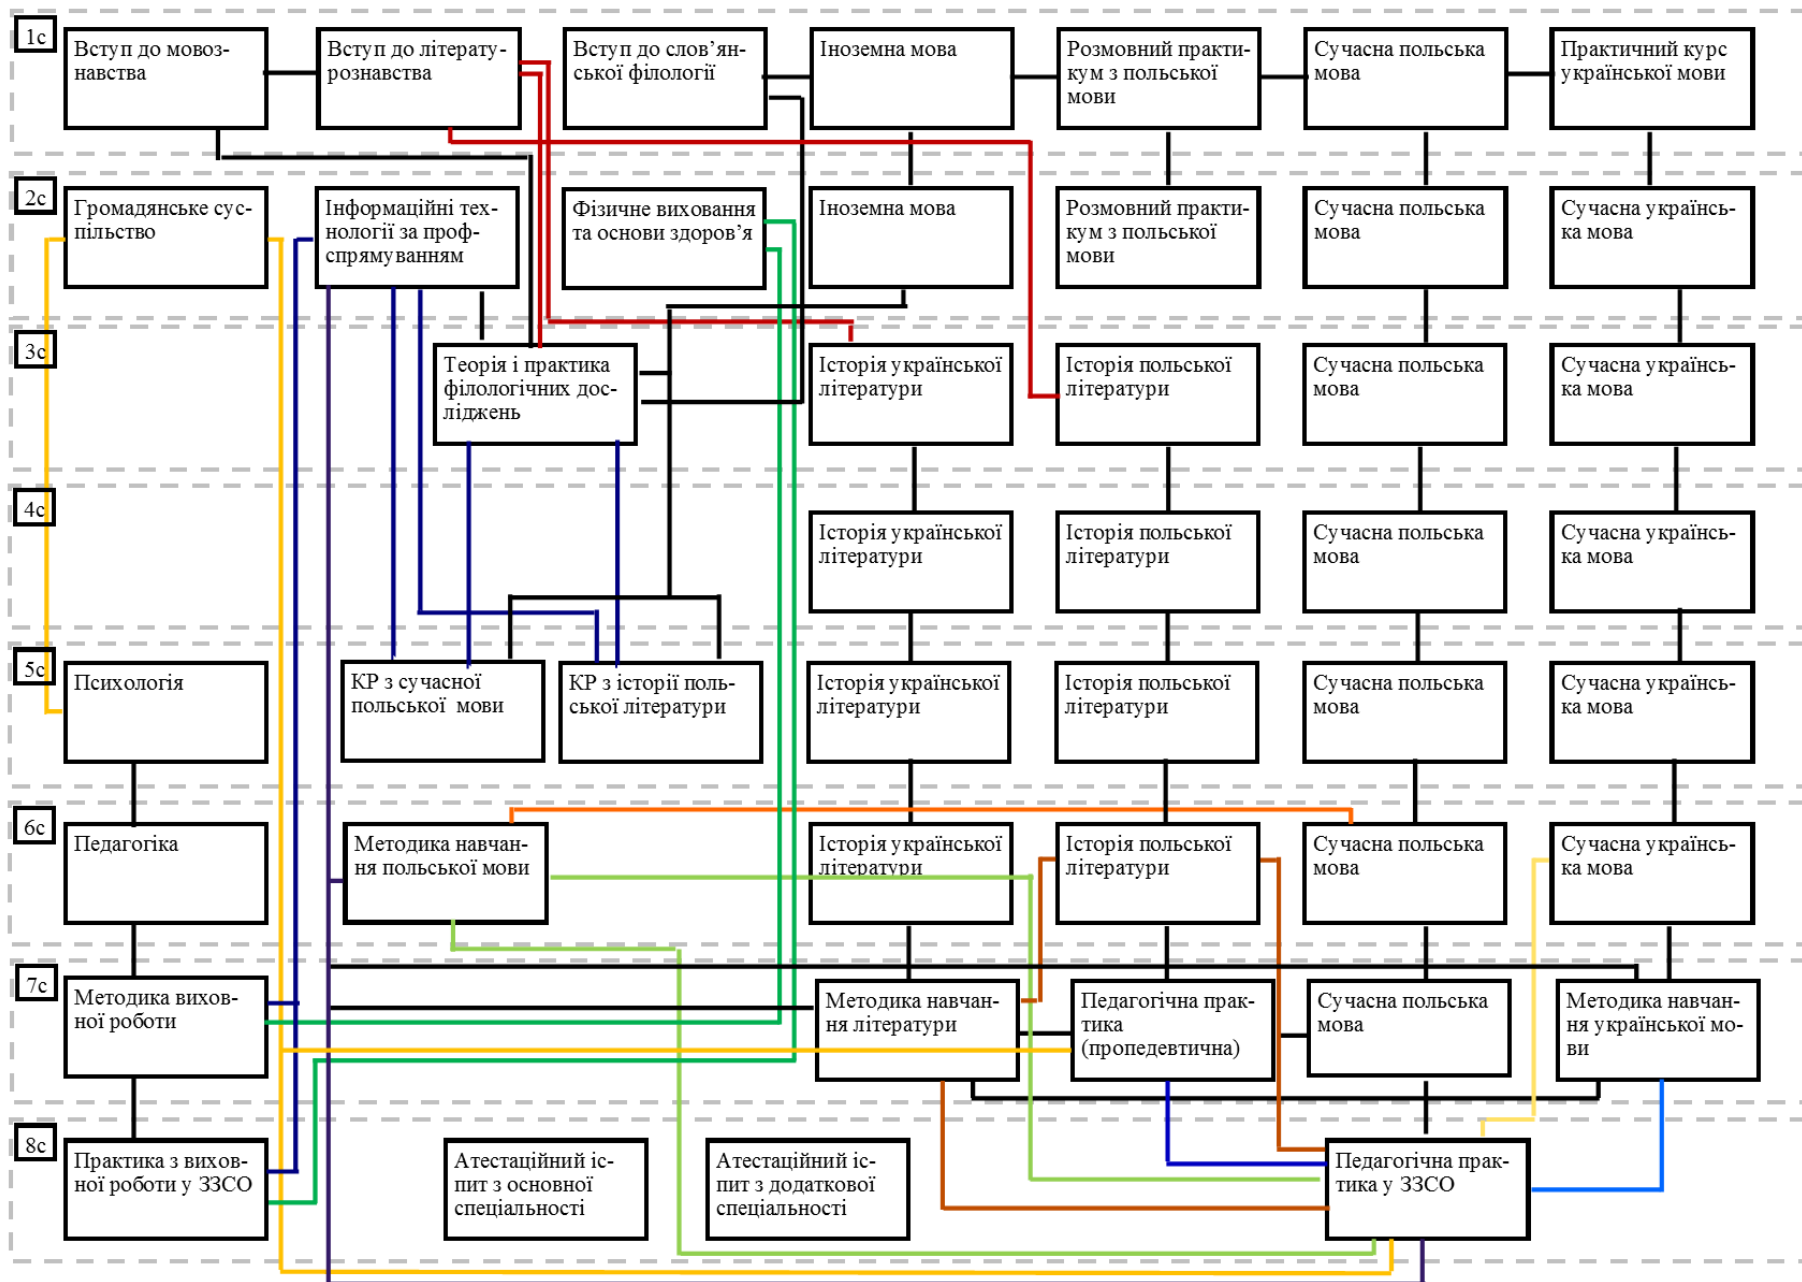 1с
Вступ до мовоз-
навства
Вступ до літерату-
рознавства
Вступ до слов’ян-
ської філології
Іноземна мова
Розмовний практи-
кум з польської
мови
Сучасна польська
мова
Практичний курс
української мови
2с
Громадянське сус-
пільство
Інформаційні тех-
нології за проф-
спрямуванням
Фізичне виховання
та основи здоров’я
Іноземна мова
Розмовний практи-
кум з польської
мови
Сучасна польська
мова
Сучасна українсь-
ка мова
3с
Теорія і практика
філологічних дос-
ліджень
Історія української
літератури
Історія польської
літератури
Сучасна польська
мова
Сучасна українсь-
ка мова
4с
Історія української
літератури
Історія польської
літератури
Сучасна польська
мова
Сучасна українсь-
ка мова
5с
Психологія
КР з сучасної
польської мови
КР з історії поль-
ської літератури
Історія української
літератури
Історія польської
літератури
Сучасна польська
мова
Сучасна українсь-
ка мова
6с
Педагогіка
Методика навчан-
ня польської мови
Історія української
літератури
Історія польської
літератури
Сучасна польська
мова
Сучасна українсь-
ка мова
7с
Методика вихов-
ної роботи
Методика навчан-
ня літератури
Педагогічна прак-
тика
(пропедевтична)
Сучасна польська
мова
Методика навчан-
ня української мо-
ви
8с
Практика з вихов-
ної роботи у ЗЗСО
Атестаційний іс-
пит з основної
спеціальності
Атестаційний іс-
пит з додаткової
спеціальності
Педагогічна прак-
тика у ЗЗСО